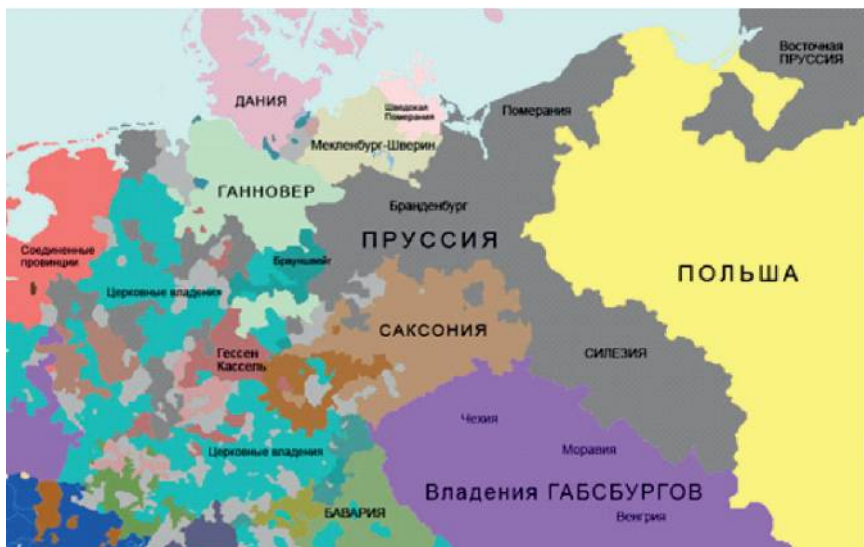 Восточная
ПРУССИЯ
ДАНИЯ
Шведская
Померания
Померания
Мекленбург-Шверин
ГАННОВЕР
Бранденбург
ПРУССИЯ
Соединенные
провинции
Брауншвейг
Церковные владения
ПОЛЬША
САКСОНИЯ
Гессен
Кассель
СИЛЕЗИЯ
Чехия
Церковные владения
Моравия
Владения ГАБСБУРГОВ
БАВАРИЯ
Венгрия